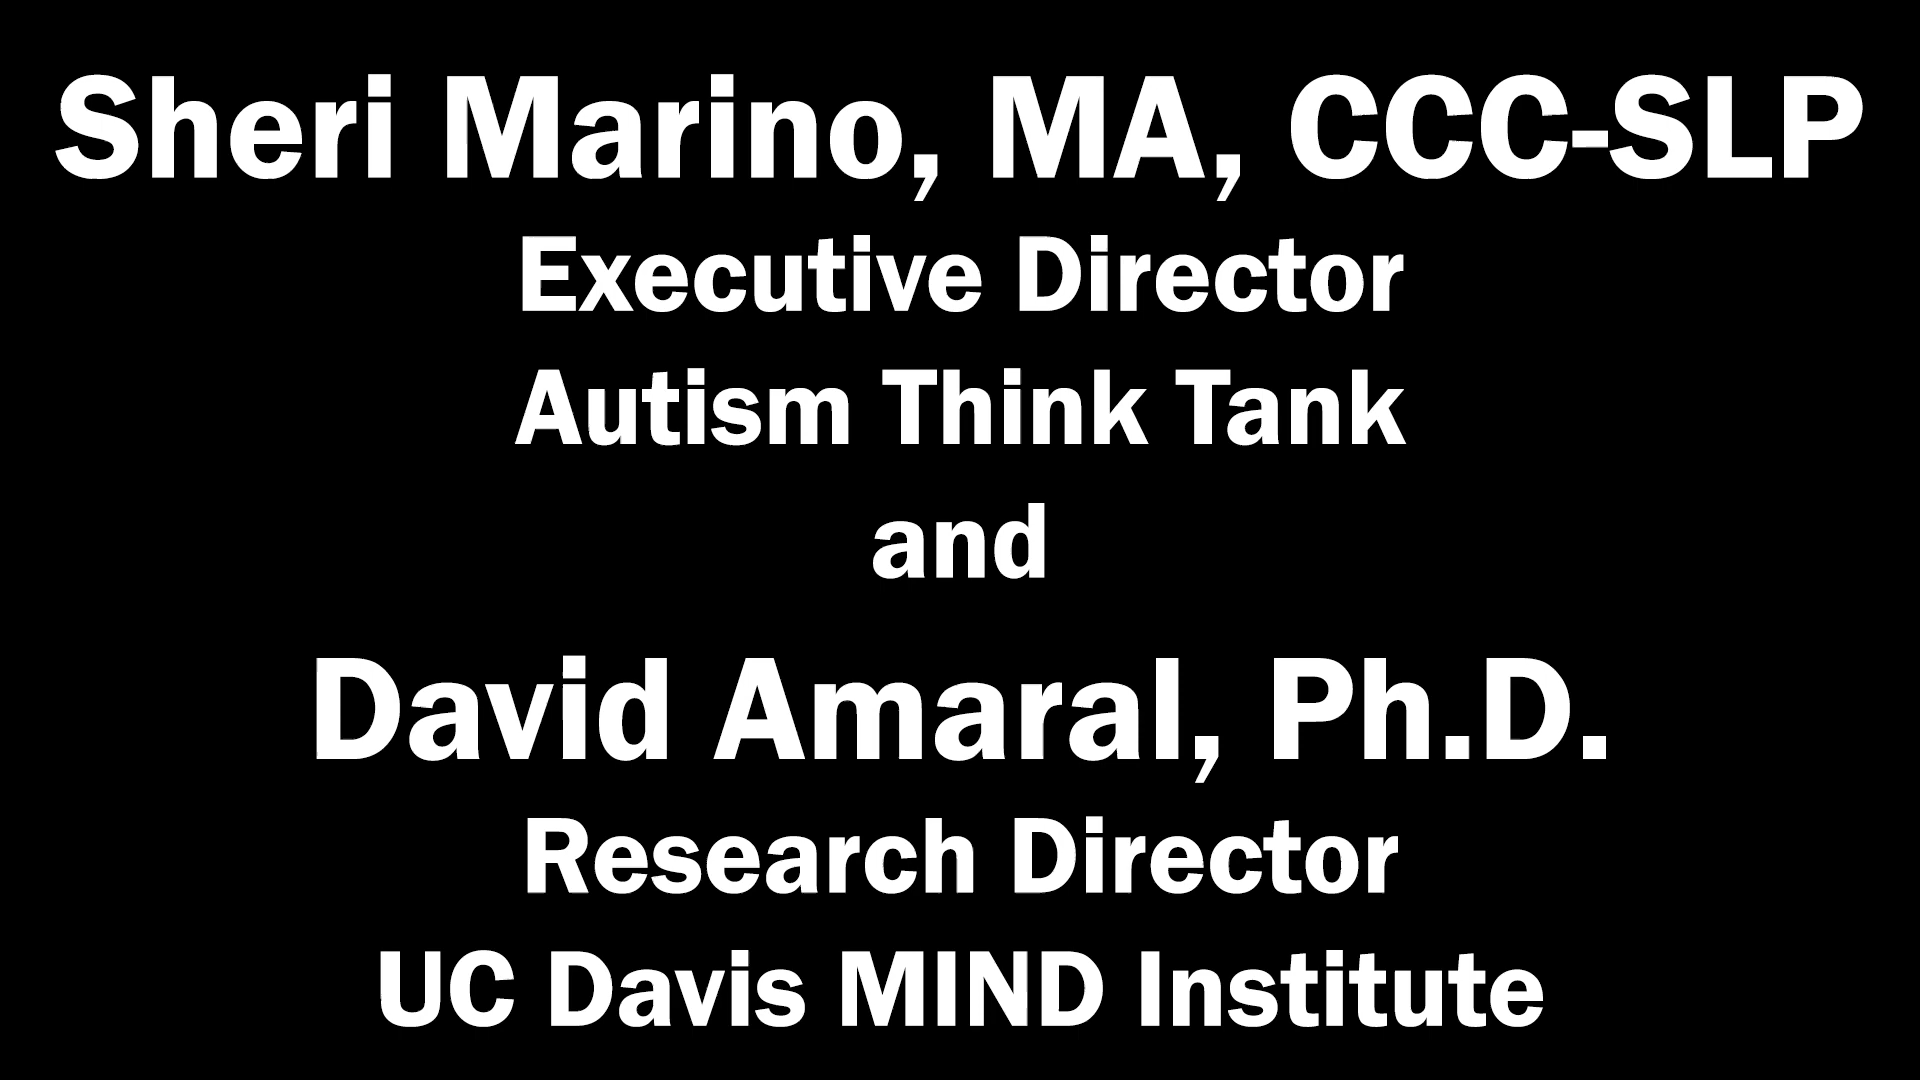 Sheri Marino, MA, CCC-SLP
Executive Director
Autism Think Tank
and
David Amaral, Ph.D.
Research Director
UC Davis MIND Institute